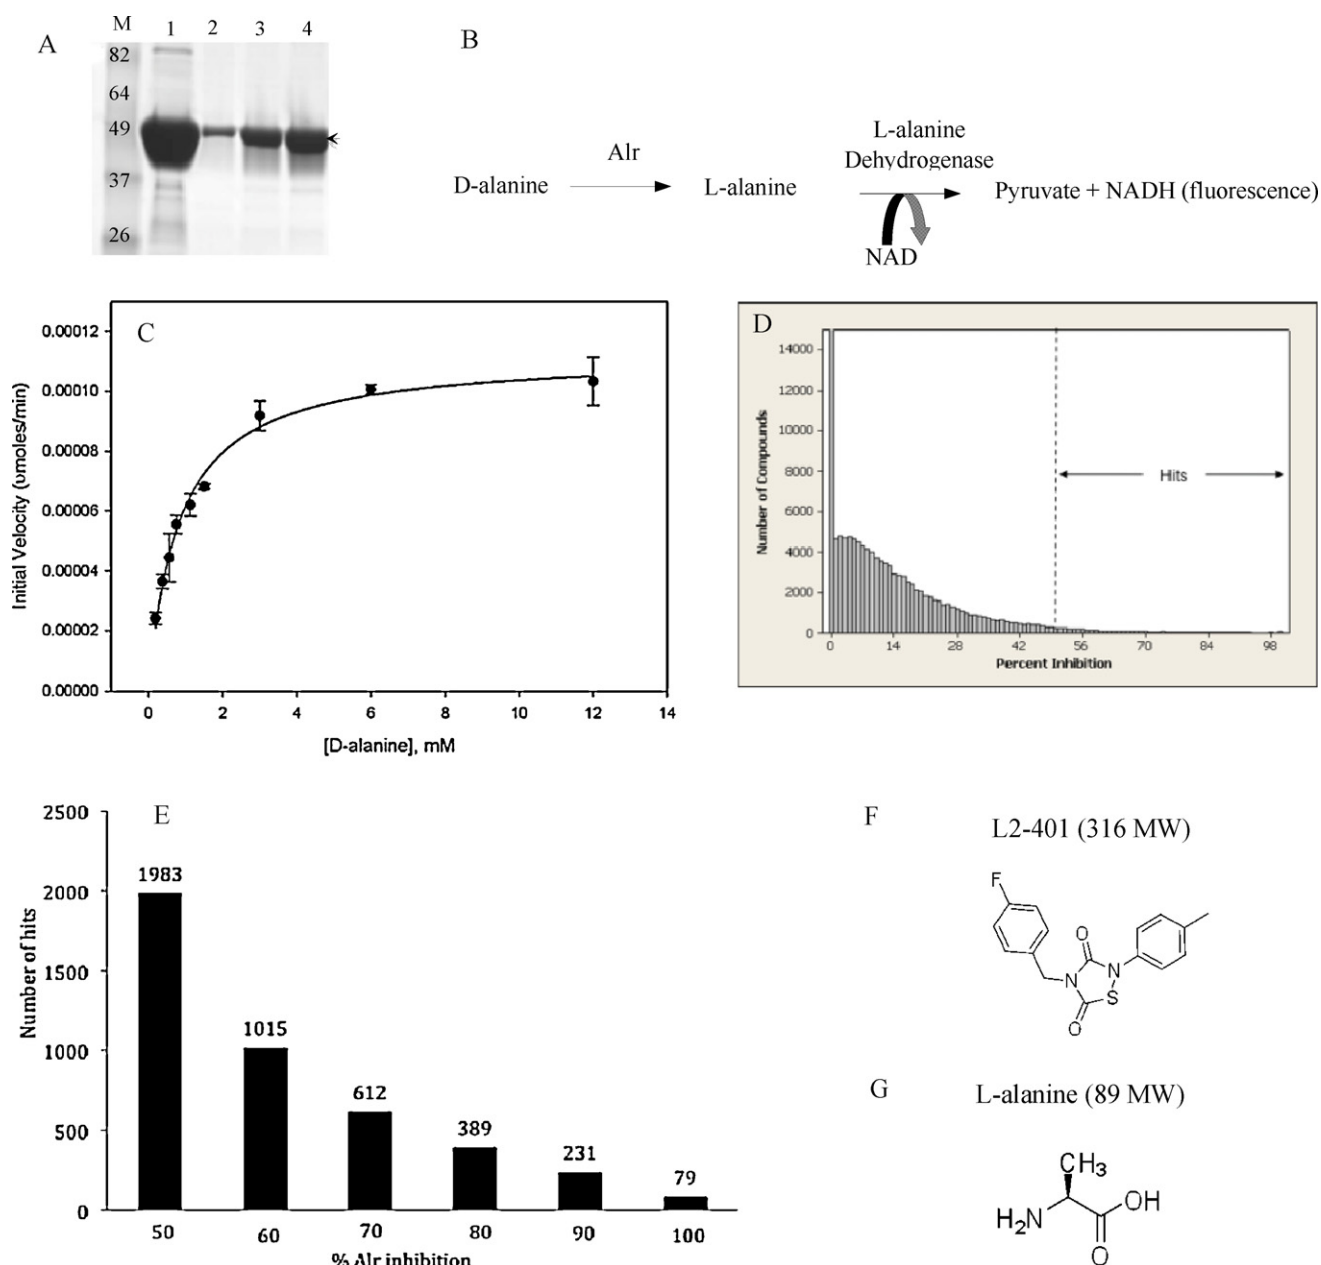 A
M 1 2 3 4
82
64
49
37
26
B
D-alanine
Alr
L-alanine
L-alanine
Dehydrogenase
NAD
Pyruvate + NADH (fluorescence)
C
Initial Velocity (υmoles/min)
0.00012
0.00010
0.00008
0.00006
0.00004
0.00002
0.00000
0 2 4 6 8 10 12 14
[D-alanine], mM
D
Number of Compounds
14000
12000
10000
8000
6000
4000
2000
0
Hits
0 14 28 42 56 70 84 98
Percent Inhibition
E
Number of hits
2500
2000
1500
1000
500
0
1983
1015
612
389
231
79
50 60 70 80 90 100
% Alr inhibition
F
L2-401 (316 MW)
F
O
N
N
S
O
G
L-alanine (89 MW)
CH3
H2N
OH
O